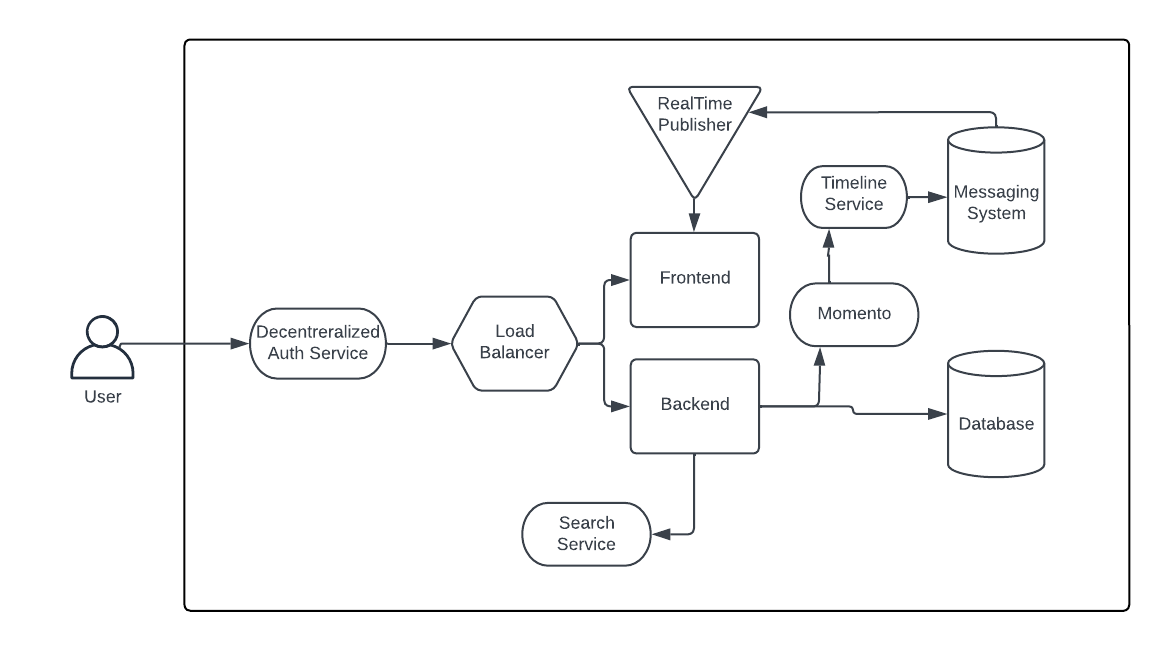 RealTime
Publisher
Timeline
Service
Messaging
System
Frontend
Momento
Decentreralized
Auth Service
Load
Balancer
User
Backend
Database
Search
Service